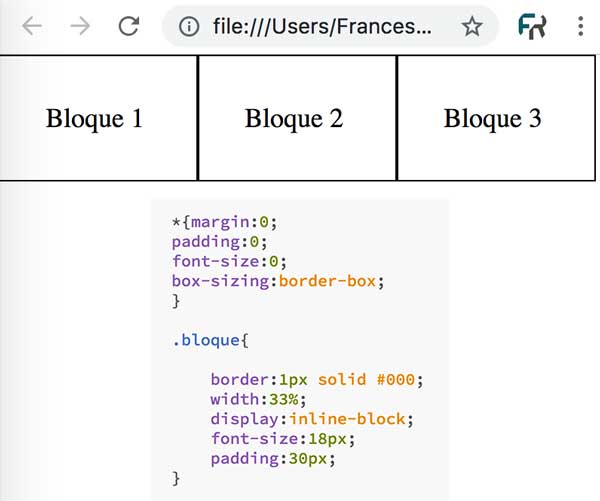 file:///Users/Frances...
FR
Bloque 1 Bloque 2 Bloque 3
*{margin:0;
padding:0;
font-size:0;
box-sizing:border-box;
}
.bloque{
border:1px solid #000;
width:33%;
display:inline-block;
font-size:18px;
padding:30px;
}